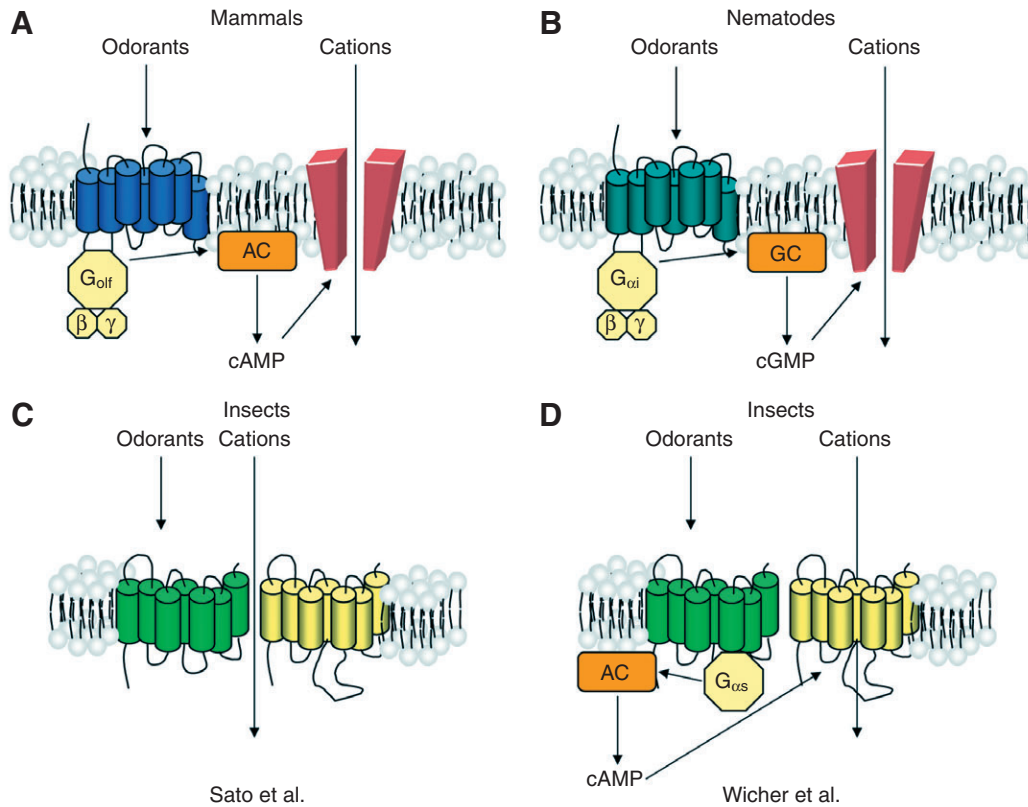 A
Mammals
Odorants
Cations
AC
Golf
β γ
cAMP
B
Nematodes
Odorants
Cations
GC
Gαi
β γ
cGMP
C
Insects
Odorants Cations
Sato et al.
D
Insects
Odorants
Cations
AC
Gαs
cAMP
Wicher et al.